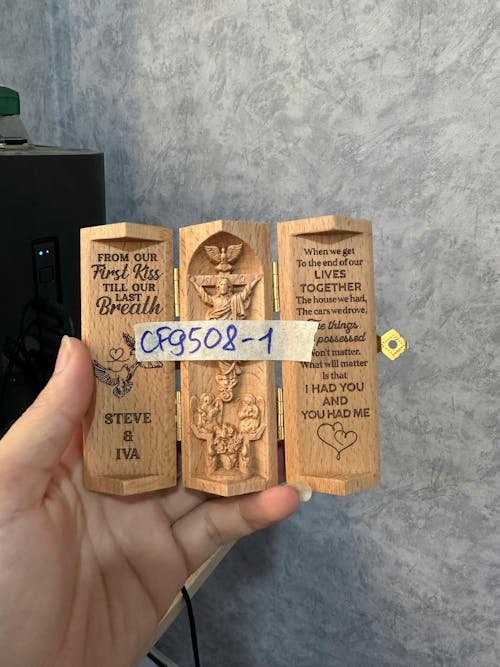 FROM OUR
First Kiss
TILL OUR
LAST
Breath
STEVE
&
IVA
CF9508-1
When we get
To the end of our
LIVES
TOGETHER
The house we had,
The cars we drove,
things
possessed
Won't matter.
What will matter
Is that
I HAD YOU
AND
YOU HAD ME